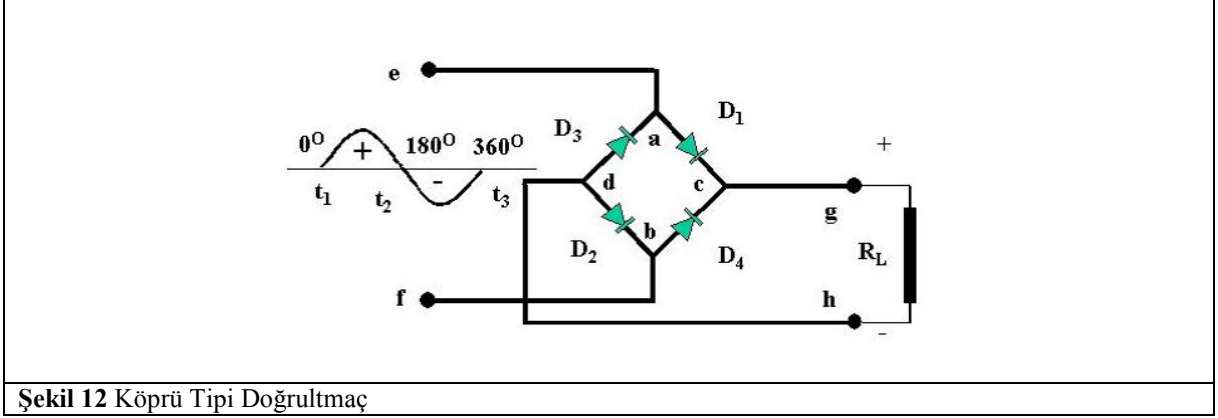 e
D3
D1
a
0O
+
180O
360O
+
d
c
t1
t2
-
t3
g
b
D2
D4
RL
f
h
-
Şekil 12 Köprü Tipi Doğrultmaç